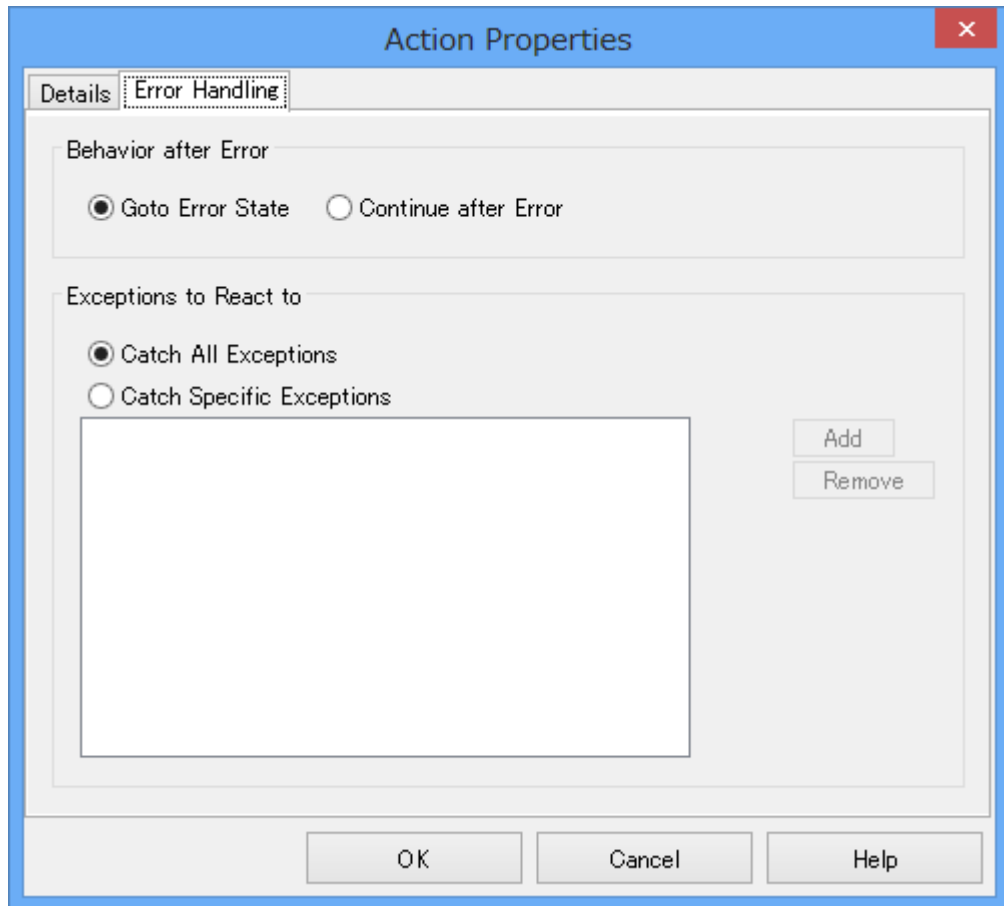 Action Properties
Details Error Handling
Behavior after Error
Goto Error State Continue after Error
Exceptions to React to
Catch All Exceptions
Catch Specific Exceptions
Add
Remove
OK Cancel Help